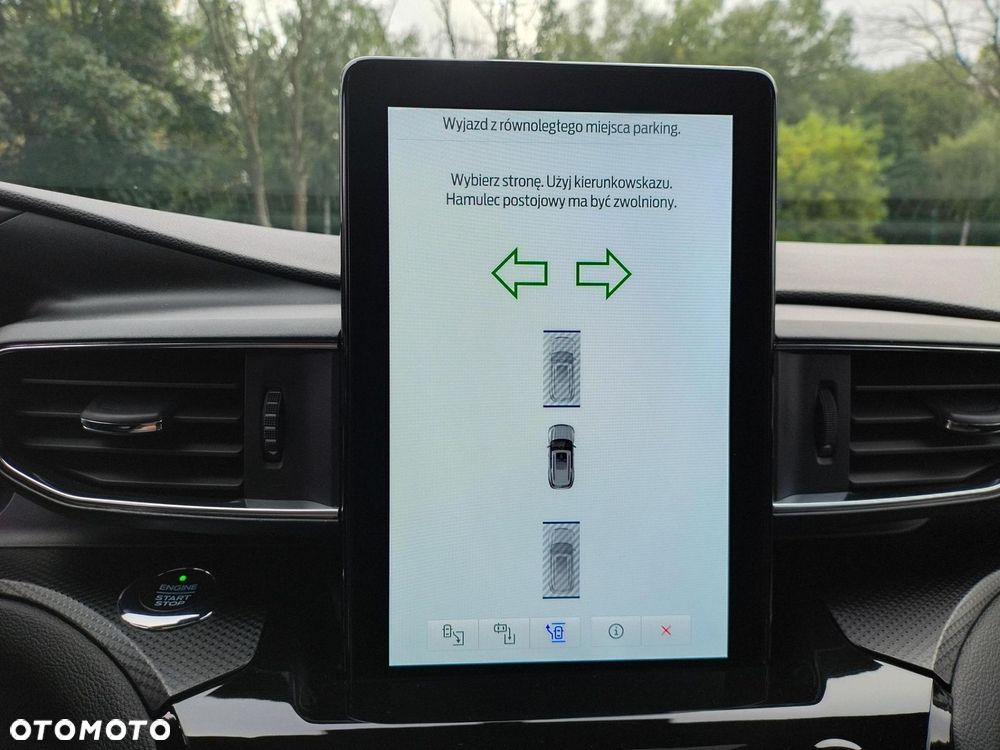 Wyjazd z równoległego miejsca parking.
Wybierz stronę. Użyj kierunkowskazu.
Hamulec postojowy ma być zwolniony.
ENGINE
START
STOP
OTOMOTO